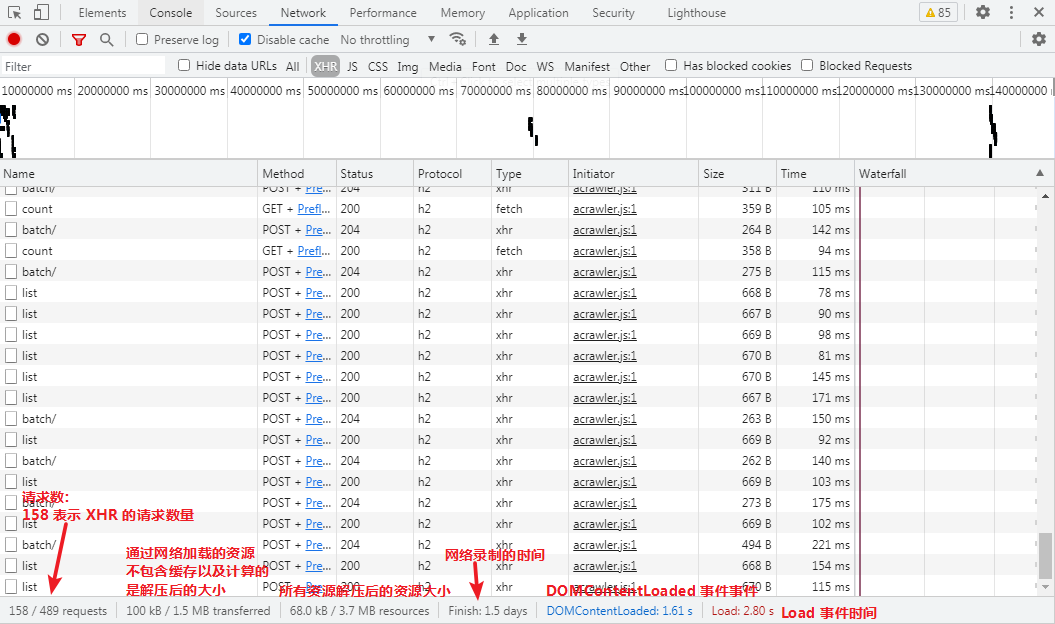 Elements Console Sources Network Performance Memory Application Security Lighthouse 85
Preserve log Disable cache No throttling
Filter Hide data URLs All XHR JS CSS Img Media Font Doc WS Manifest Other Has blocked cookies Blocked Requests
10000000 ms 20000000 ms 30000000 ms 40000000 ms 50000000 ms 60000000 ms 70000000 ms 80000000 ms 90000000 ms 100000000 ms 110000000 ms 120000000 ms 130000000 ms 140000000
Name Method Status Protocol Type Initiator Size Time Waterfall
batch/ POST + Pre... 204 h2 xhr acrawler.js:1 311 B 110 ms
count GET + Prefl... 200 h2 fetch acrawler.js:1 359 B 105 ms
batch/ POST + Pre... 204 h2 xhr acrawler.js:1 264 B 142 ms
count GET + Prefl... 200 h2 fetch acrawler.js:1 358 B 94 ms
batch/ POST + Pre... 204 h2 xhr acrawler.js:1 275 B 115 ms
list POST + Pre... 200 h2 xhr acrawler.js:1 668 B 78 ms
list POST + Pre... 200 h2 xhr acrawler.js:1 667 B 90 ms
list POST + Pre... 200 h2 xhr acrawler.js:1 669 B 98 ms
list POST + Pre... 200 h2 xhr acrawler.js:1 670 B 81 ms
list POST + Pre... 200 h2 xhr acrawler.js:1 670 B 145 ms
list POST + Pre... 200 h2 xhr acrawler.js:1 667 B 171 ms
batch/ POST + Pre... 204 h2 xhr acrawler.js:1 263 B 150 ms
list POST + Pre... 200 h2 xhr acrawler.js:1 669 B 92 ms
batch/ POST + Pre... 204 h2 xhr acrawler.js:1 262 B 140 ms
list POST + Pre... 200 h2 xhr acrawler.js:1 669 B 103 ms
batch/ POST + Pre... 204 h2 xhr acrawler.js:1 273 B 175 ms
list POST + Pre... 200 h2 xhr acrawler.js:1 669 B 102 ms
batch/ POST + Pre... 204 h2 xhr acrawler.js:1 494 B 221 ms
list POST + Pre... 200 h2 xhr acrawler.js:1 668 B 154 ms
list POST + Pre... 200 h2 xhr acrawler.js:1 670 B 115 ms
请求数:
158 表示 XHR 的请求数量
通过网络加载的资源
不包含缓存以及计算的
是解压后的大小
所有资源解压后的资源大小
网络录制的时间
DOMContentLoaded 事件事件
Load 事件时间
158 / 489 requests 100 kB / 1.5 MB transferred 68.0 kB / 3.7 MB resources Finish: 1.5 days DOMContentLoaded: 1.61 s Load: 2.80 s